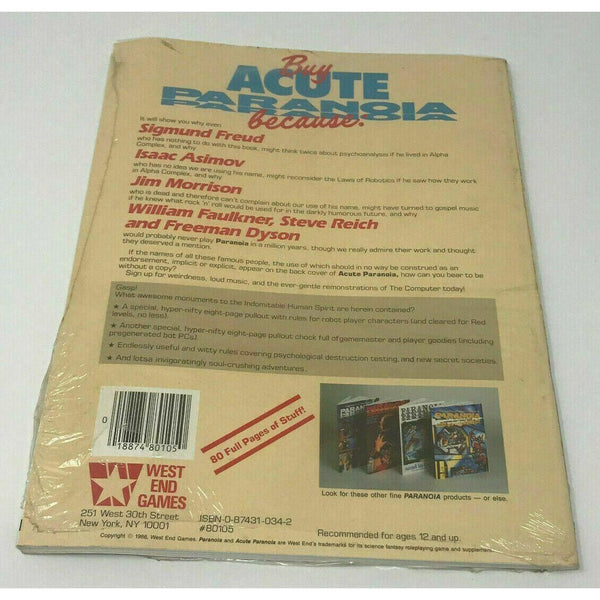 Buy
ACUTE
PARANOIA
because:
It will show you why even
Sigmund Freud
who has nothing to do with this book, might think twice about psychoanalysis if he lived in Alpha
Complex, and why
Isaac Asimov
who has no idea we are using his name, might reconsider the Laws of Robotics if he saw how they work
in Alpha Complex, and why
Jim Morrison
who is dead and therefore can't complain about our use of his name, might have turned to gospel music
if he knew what rock 'n' roll would be used for in the darkly humorous future, and why
William Faulkner, Steve Reich
and Freeman Dyson
would probably never play Paranoia in a million years, though we really admire their work and thought
they deserved a mention.
If the names of all these famous people, the use of which should in no way be construed as an
endorsement, implicit or explicit, appear on the back cover of Acute Paranoia, how can you bear to be
without a copy?
Sign up for weirdness, loud music, and the ever-gentle remonstrations of The Computer today!
Gasp!
What awesome monuments to the Indomitable Human Spirit are herein contained?
★ A special, hyper-nifty eight-page pullout with rules for robot player characters (and cleared for Red
levels, no less).
★ Another special, hyper-nifty eight-page pullout chock full of gamemaster and player goodies (including
pregenerated bot PCs)
★ Endlessly useful and witty rules covering psychological destruction testing, and new secret societies.
★ And lotsa invigoratingly soul-crushing adventures.
0
18874 80105
80 Full Pages of Stuff!
PARANOIA
Look for these other fine PARANOIA products — or else.
WEST
END
GAMES
251 West 30th Street
New York, NY 10001
ISBN-0-87431-034-2
#80105
Recommended for ages 12 and up.
Copyright © 1986, West End Games. Paranoia and Acute Paranoia are West End's trademarks for its science fantasy roleplaying game and supplement.